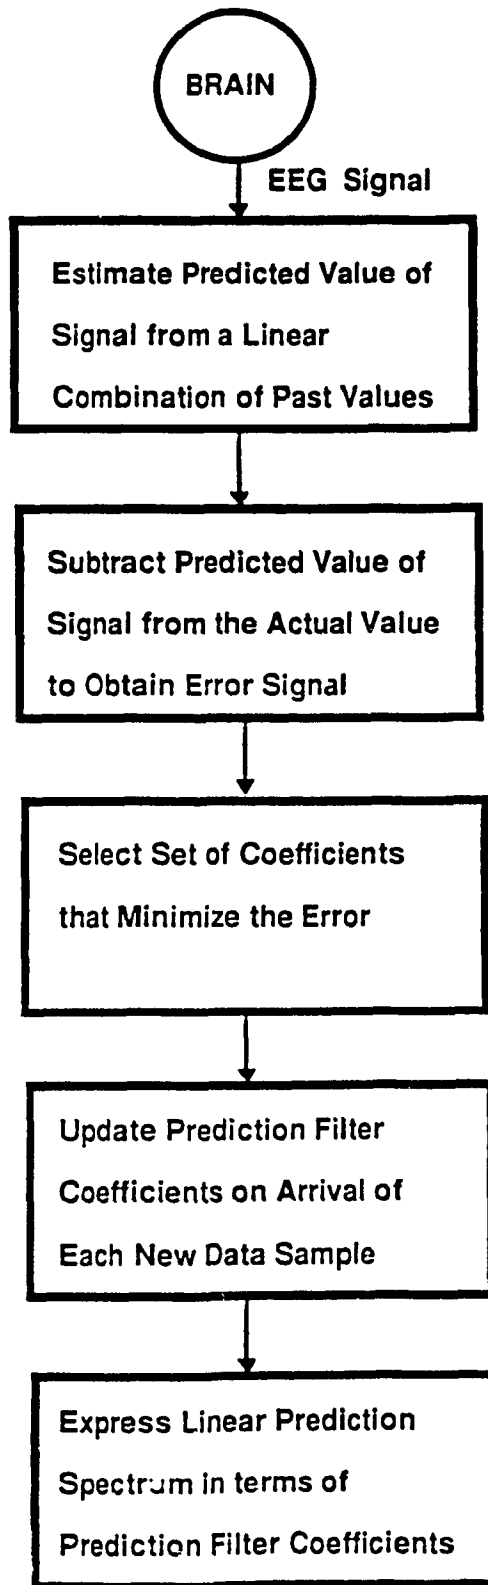 BRAIN
EEG Signal
Estimate Predicted Value of
Signal from a Linear
Combination of Past Values
Subtract Predicted Value of
Signal from the Actual Value
to Obtain Error Signal
Select Set of Coefficients
that Minimize the Error
Update Prediction Filter
Coefficients on Arrival of
Each New Data Sample
Express Linear Prediction
Spectrum in terms of
Prediction Filter Coefficients